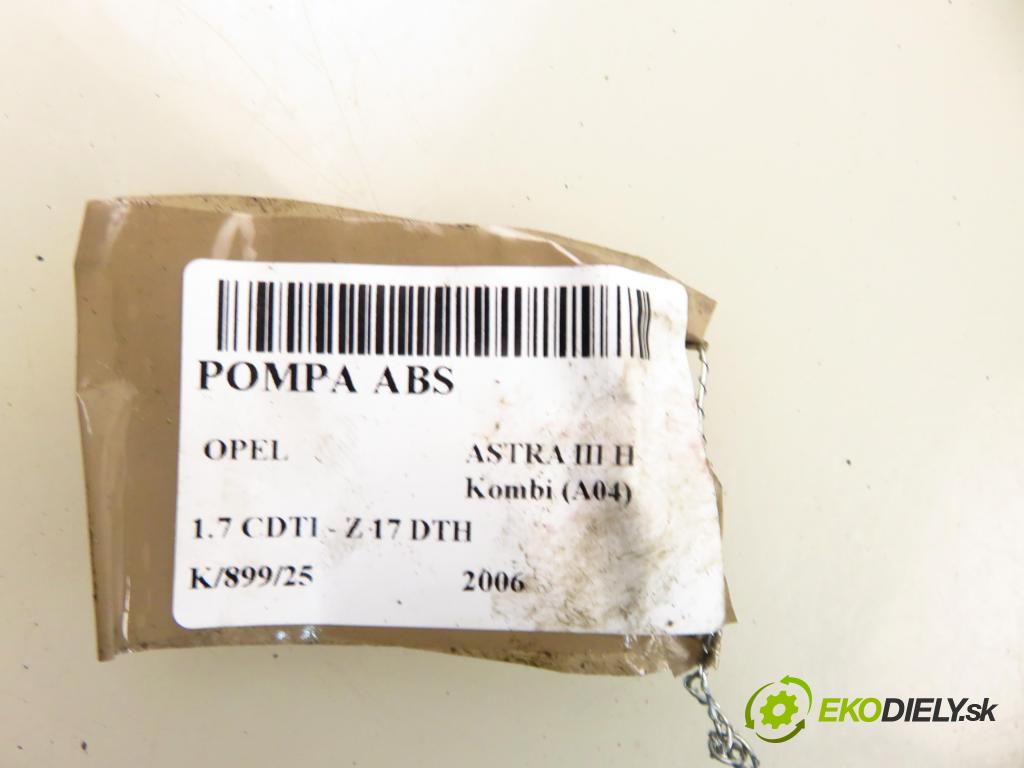 POMPA ABS
OPEL
ASTRA III H
Kombi (A04)
1.7 CDTI - Z 17 DTH
K/899/25
2006
EKODIELY.sk